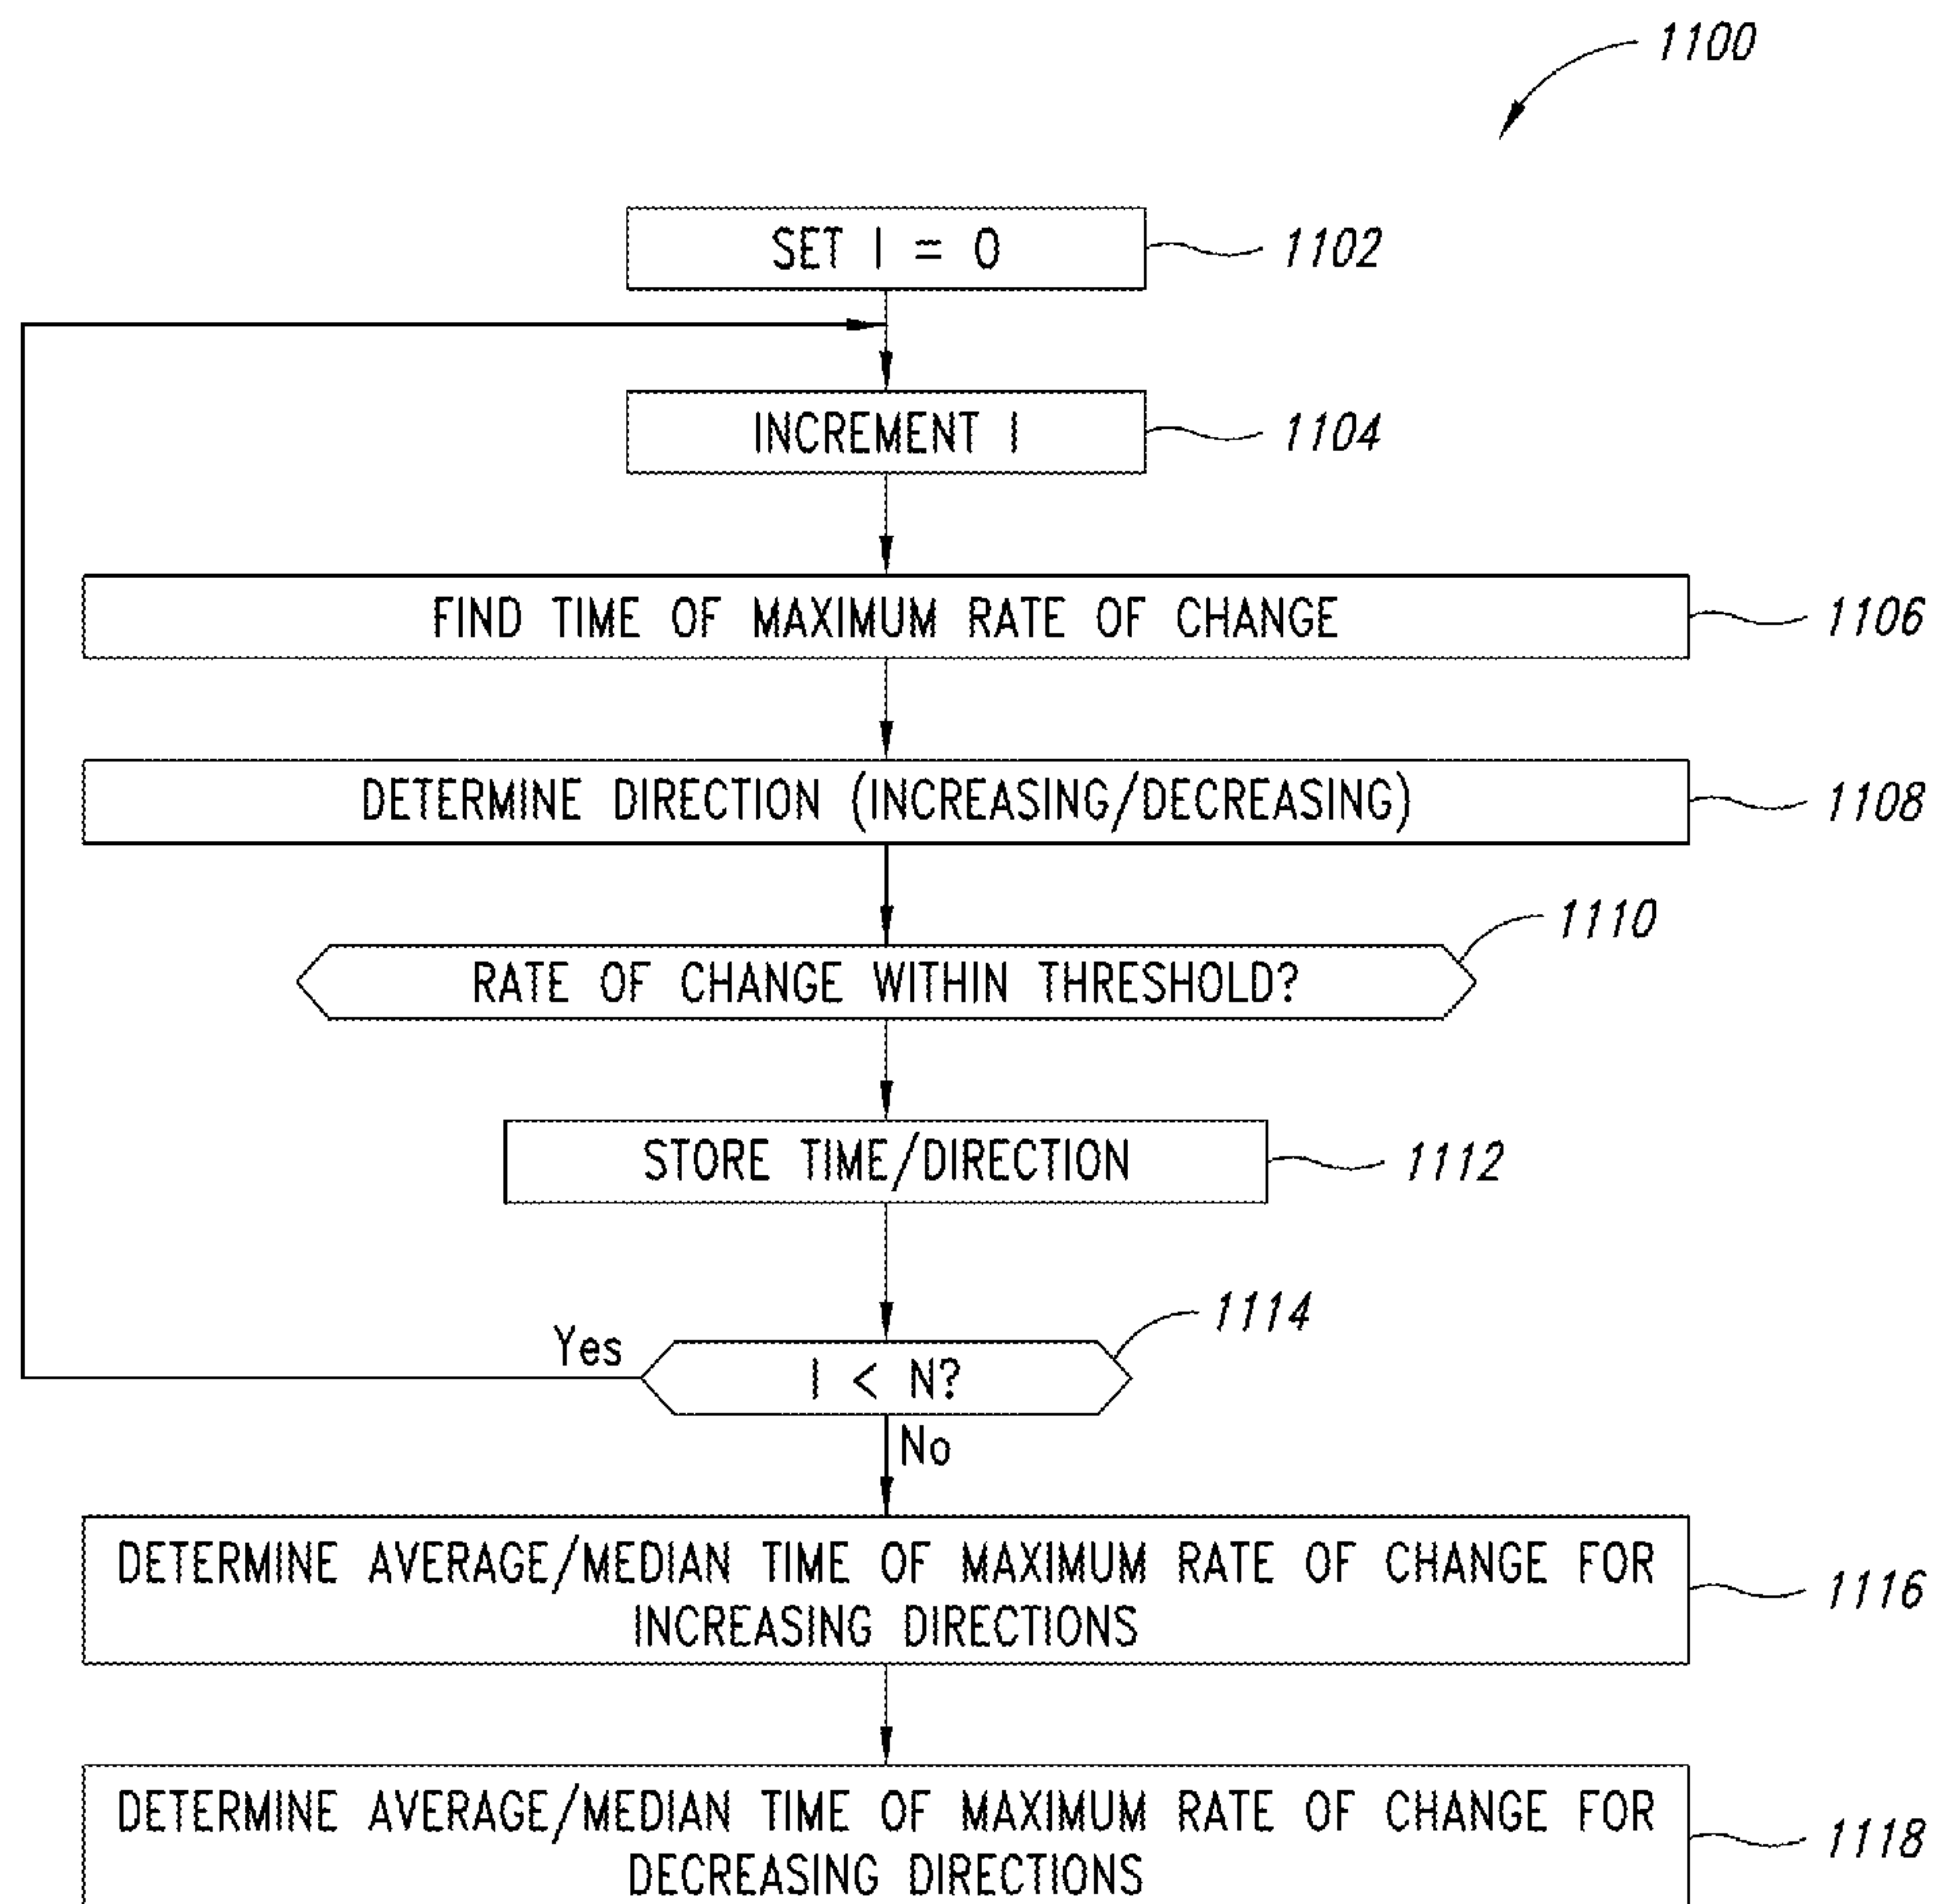 1100
SET I = 0
1102
INCREMENT I
1104
FIND TIME OF MAXIMUM RATE OF CHANGE
1106
DETERMINE DIRECTION (INCREASING/DECREASING)
1108
1110
RATE OF CHANGE WITHIN THRESHOLD?
STORE TIME/DIRECTION
1112
1114
Yes
I < N?
No
DETERMINE AVERAGE/MEDIAN TIME OF MAXIMUM RATE OF CHANGE FOR
INCREASING DIRECTIONS
1116
DETERMINE AVERAGE/MEDIAN TIME OF MAXIMUM RATE OF CHANGE FOR
DECREASING DIRECTIONS
1118